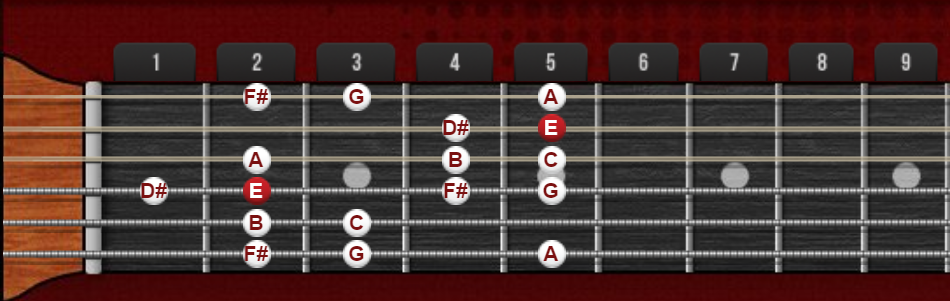 1 2 3 4 5 6 7 8 9
F# G A
D# E
A B C
D# E F# G
B C
F# G A